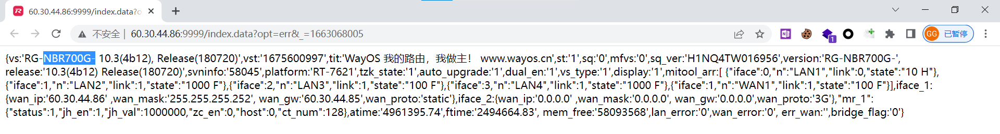 60.30.44.86:9999/index.data?o
不安全 | 60.30.44.86:9999/index.data?opt=err&_=1663068005
1
GG 已暂停
{vs:'RG-NBR700G- 10.3(4b12), Release(180720)',vst:'1675600997',tit:'WayOS 我的路由，我做主！ www.wayos.cn',st:'1',sq:'0',mfvs:'0',sq_ver:'H1NQ4TW016956',version:'RG-NBR700G-',
release:'10.3(4b12) Release(180720)',svninfo:'58045',platform:'RT-7621',tzk_state:'1',auto_upgrade:'1',dual_en:'1',vs_type:'1',display:'1',mitool_arr:[ {"iface":0,"n":"LAN1","link":0,"state":"10 H"},
{"iface":1,"n":"LAN2","link":1,"state":"1000 F"},{"iface":2,"n":"LAN3","link":1,"state":"100 F"},{"iface":3,"n":"LAN4","link":1,"state":"1000 F"},{"iface":1,"n":"WAN1","link":1,"state":"100 F"}],iface_1:
{wan_ip:'60.30.44.86' ,wan_mask:'255.255.255.252', wan_gw:'60.30.44.85',wan_proto:'static'},iface_2:{wan_ip:'0.0.0.0' ,wan_mask:'0.0.0.0', wan_gw:'0.0.0.0',wan_proto:'3G'},"mr_1":
{"status":1,"jh_en":1,"jh_val":1000000,"zc_en":0,"host":0,"ct_num":128},atime:'4961395.74',ftime:'2494664.83', mem_free:'58093568',lan_error:'0',wan_error:'0', err_wan:'',bridge_flag:'0'}